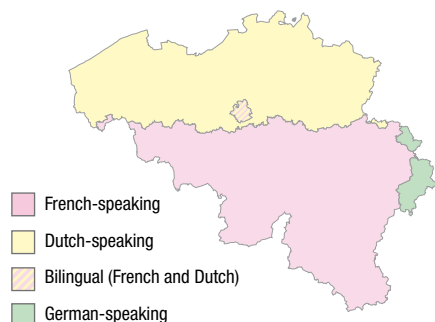 French-speaking
Dutch-speaking
Bilingual (French and Dutch)
German-speaking